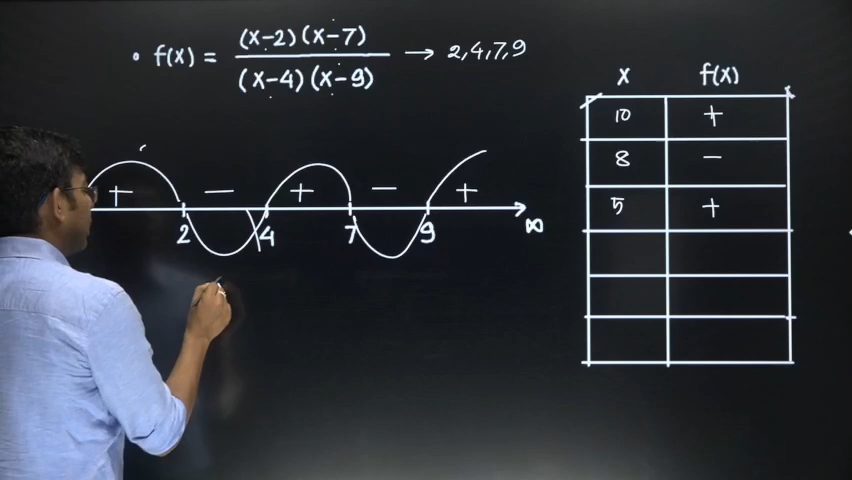 • f(x) = (x-2)(x-7) / (x-4)(x-9) → 2,4,7,9
x f(x)
10 +
8 −
5 +
+ − + − +
2 4 7 9 ∞